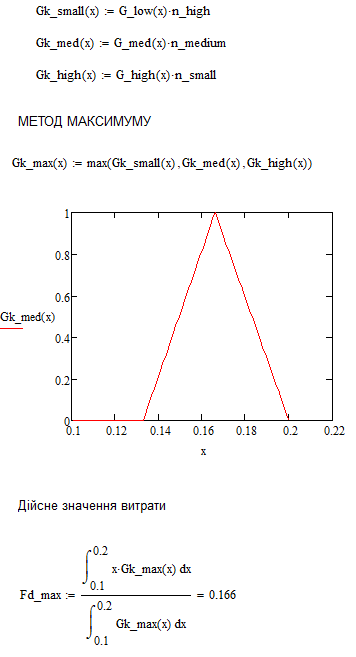 Gk_small(x) := G_low(x)·n_high
Gk_med(x) := G_med(x)·n_medium
Gk_high(x) := G_high(x)·n_small
МЕТОД МАКСИМУМУ
Gk_max(x) := max(Gk_small(x), Gk_med(x), Gk_high(x))
1
0.8
0.6
Gk_med(x)
0.4
0.2
0
0.1 0.12 0.14 0.16 0.18 0.2 0.22
x
Дійсне значення витрати
0.2
x·Gk_max(x) dx
0.1
Fd_max := = 0.166
0.2
Gk_max(x) dx
0.1